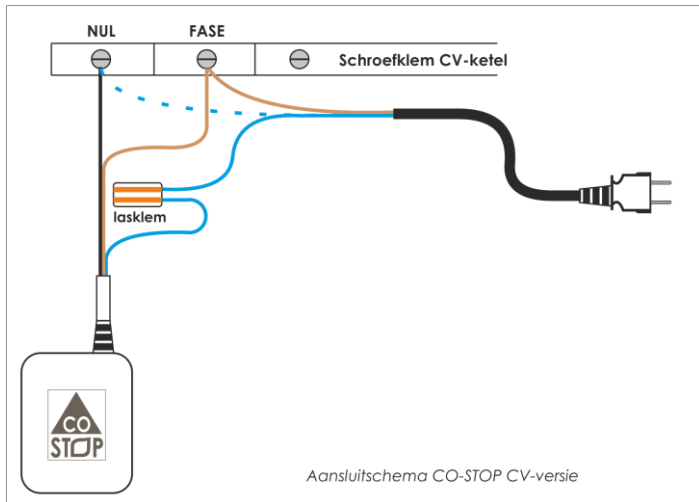 NUL FASE
Schroefklem CV-ketel
lasklem
CO
STOP
Aansluitschema CO-STOP CV-versie